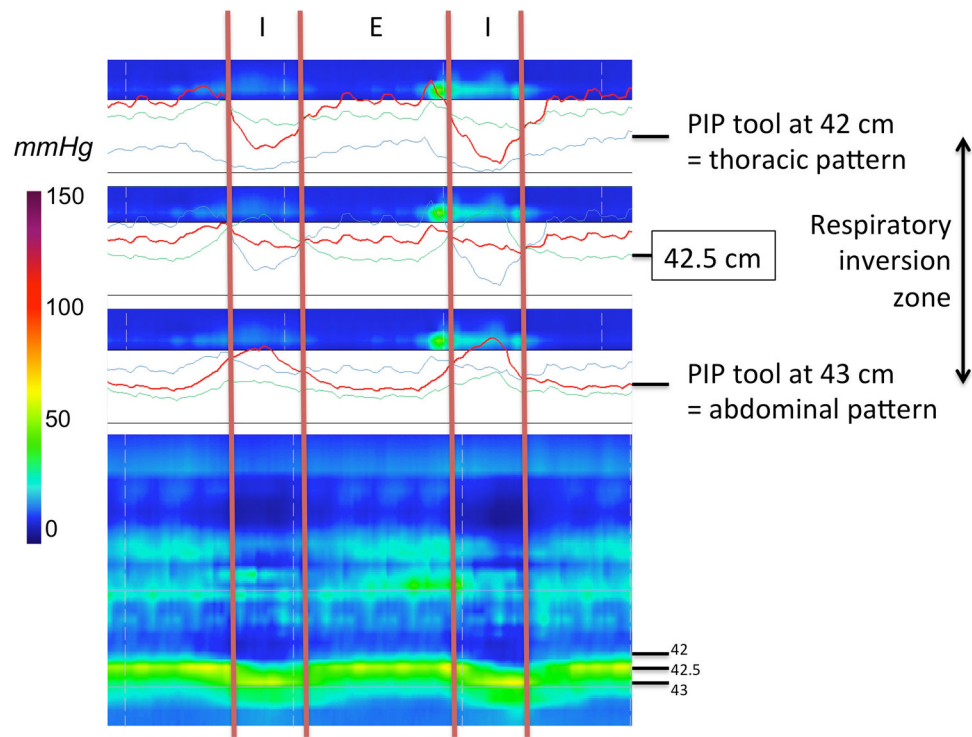 I E I
mmHg
150
100
50
0
PIP tool at 42 cm
= thoracic pattern
42.5 cm
PIP tool at 43 cm
= abdominal pattern
Respiratory
inversion
zone
42
42.5
43